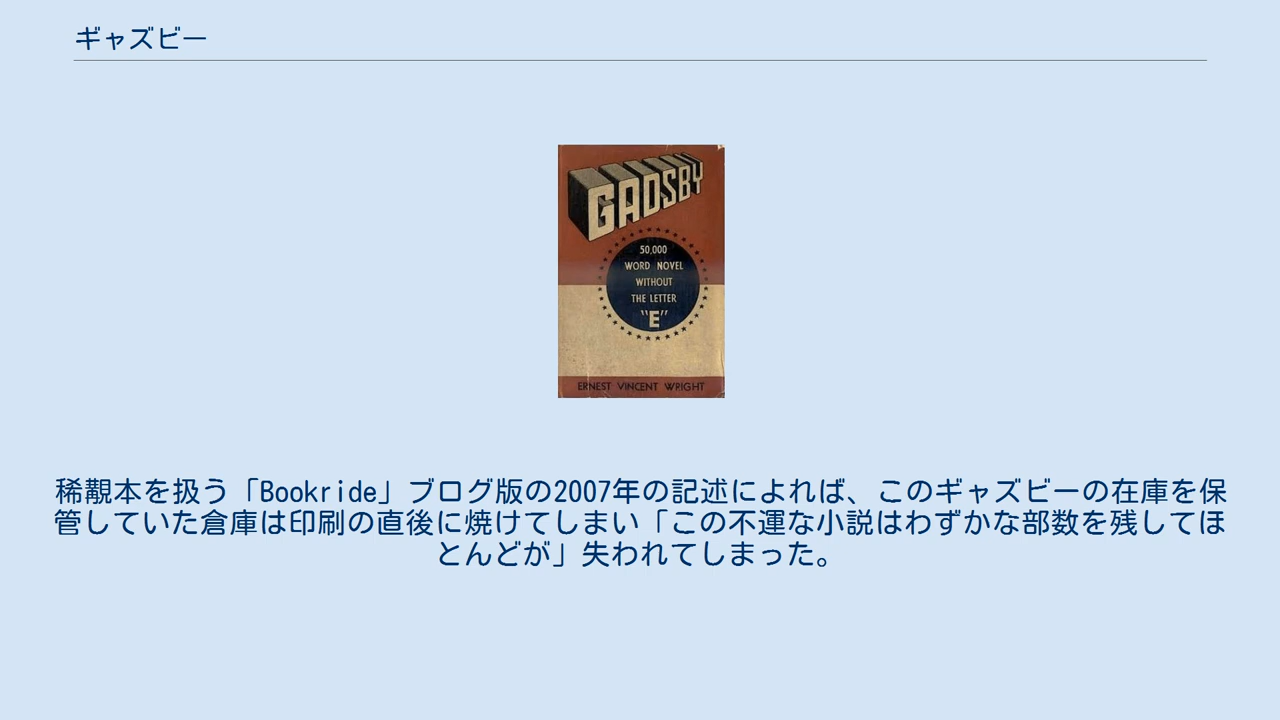 ギャズビー
GADSBY
50,000
WORD NOVEL
WITHOUT
THE LETTER
"E"
ERNEST VINCENT WRIGHT
稀覯本を扱う「Bookride」ブログ版の2007年の記述によれば、このギャズビーの在庫を保
管していた倉庫は印刷の直後に焼けてしまい「この不運な小説はわずかな部数を残してほ
とんどが」失われてしまった。